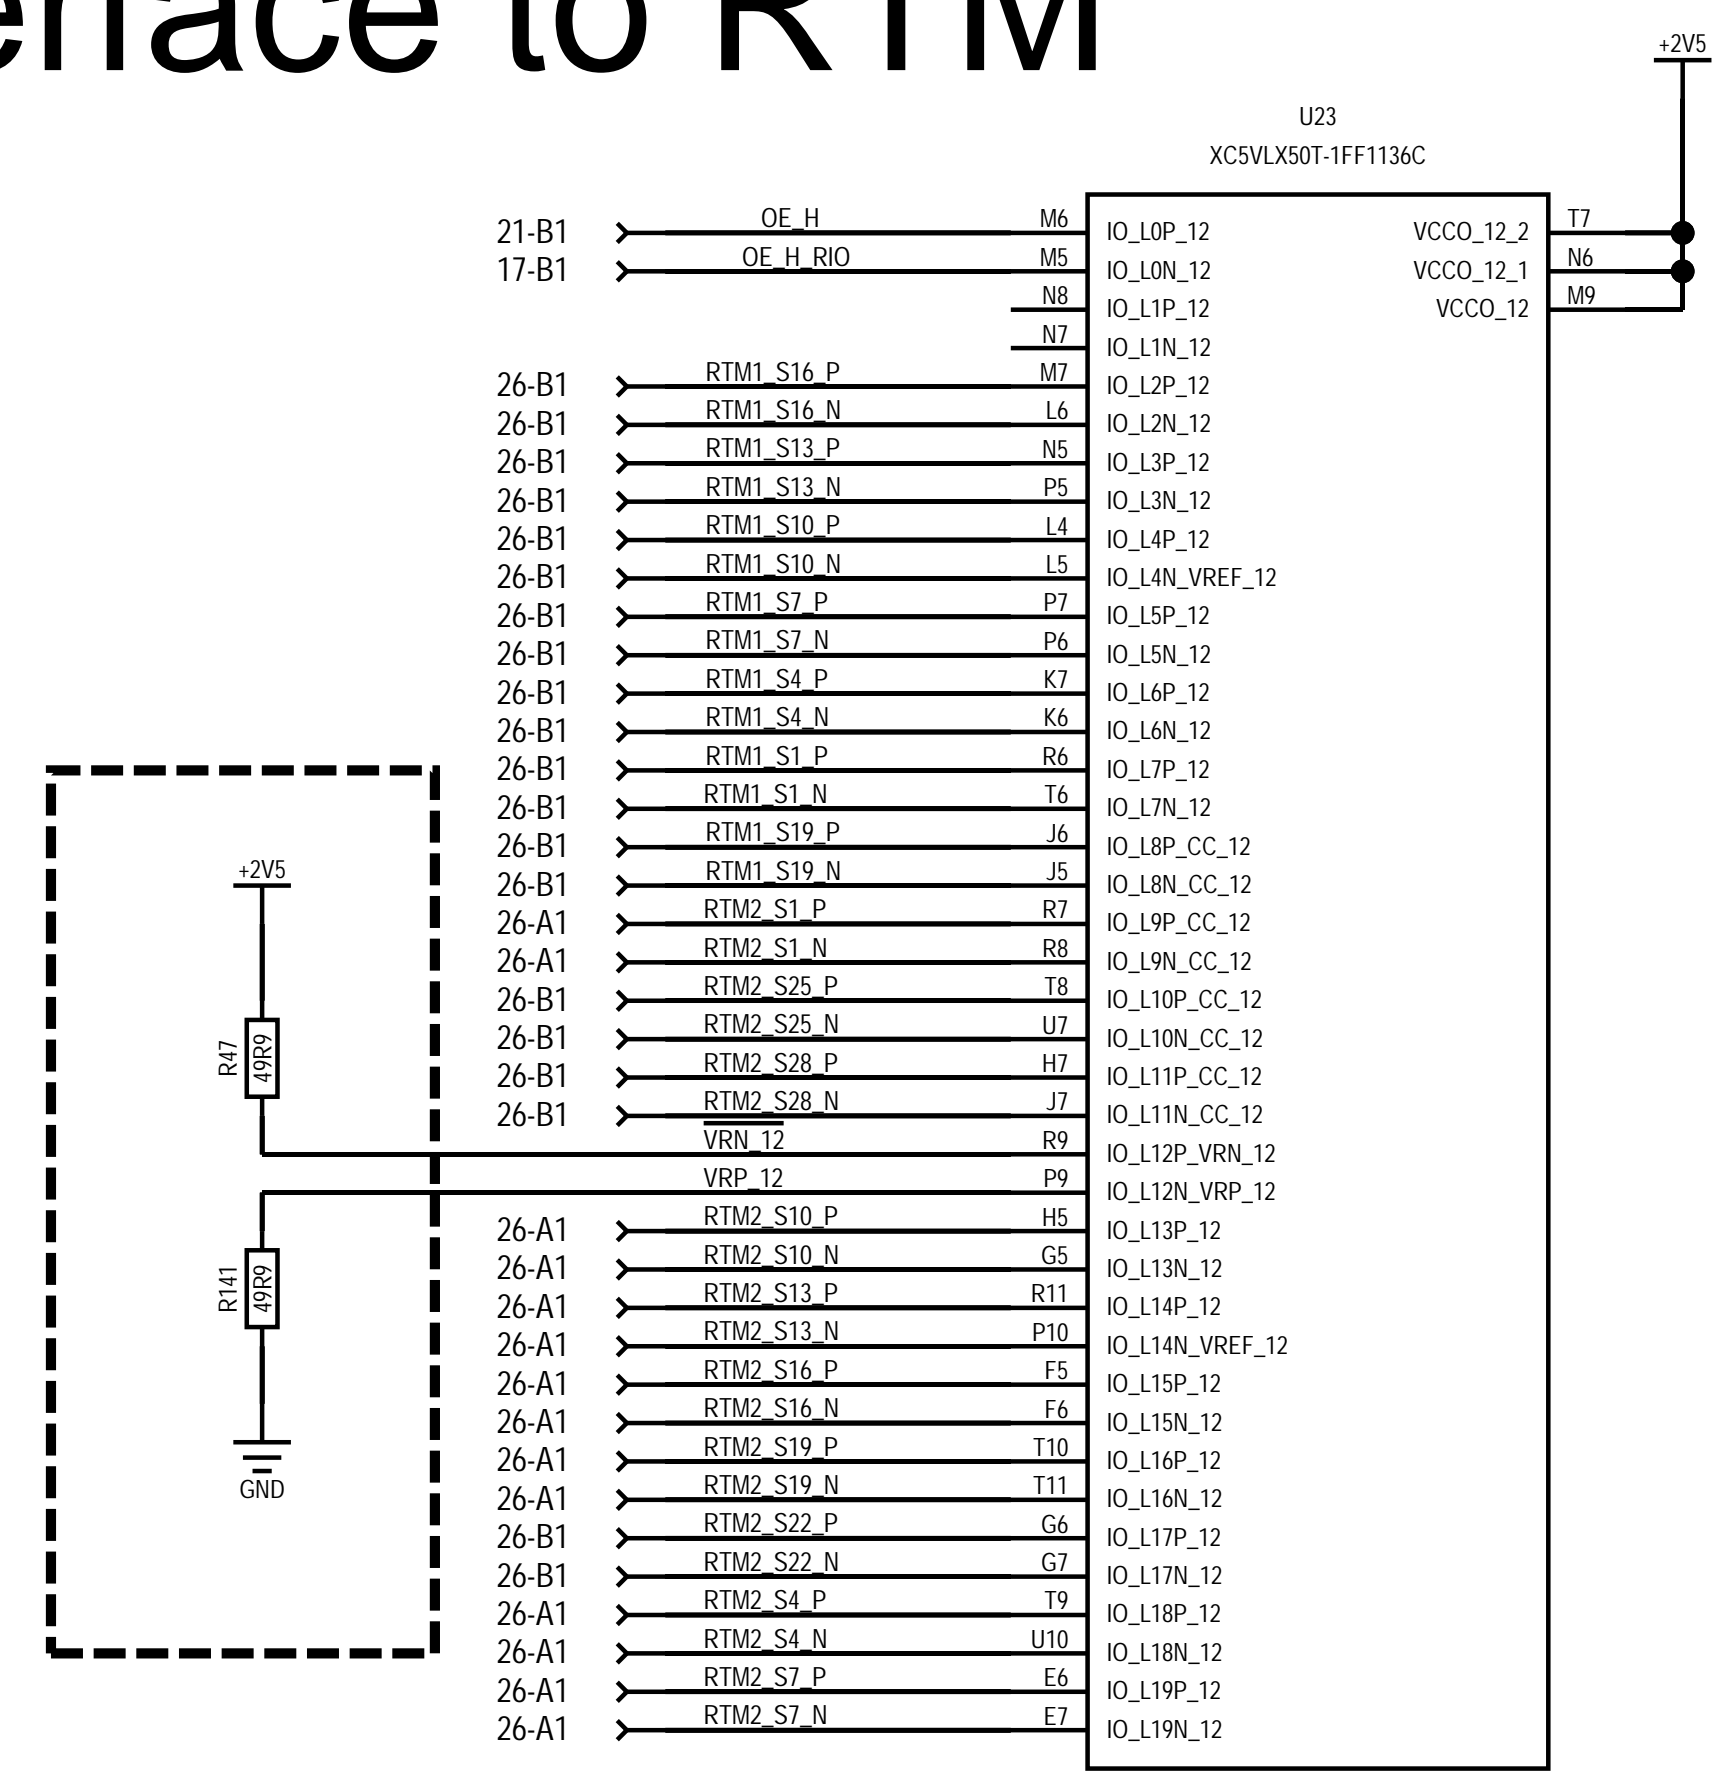 erface to RTM
+2V5
U23
XC5VLX50T-1FF1136C
21-B1 OE_H M6 IO_L0P_12 VCCO_12_2 T7
17-B1 OE_H_RIO M5 IO_L0N_12 VCCO_12_1 N6
N8 IO_L1P_12 VCCO_12 M9
N7 IO_L1N_12
26-B1 RTM1_S16_P M7 IO_L2P_12
26-B1 RTM1_S16_N L6 IO_L2N_12
26-B1 RTM1_S13_P N5 IO_L3P_12
26-B1 RTM1_S13_N P5 IO_L3N_12
26-B1 RTM1_S10_P L4 IO_L4P_12
26-B1 RTM1_S10_N L5 IO_L4N_VREF_12
26-B1 RTM1_S7_P P7 IO_L5P_12
26-B1 RTM1_S7_N P6 IO_L5N_12
26-B1 RTM1_S4_P K7 IO_L6P_12
26-B1 RTM1_S4_N K6 IO_L6N_12
26-B1 RTM1_S1_P R6 IO_L7P_12
26-B1 RTM1_S1_N T6 IO_L7N_12
26-B1 RTM1_S19_P J6 IO_L8P_CC_12
26-B1 RTM1_S19_N J5 IO_L8N_CC_12
26-A1 RTM2_S1_P R7 IO_L9P_CC_12
26-A1 RTM2_S1_N R8 IO_L9N_CC_12
26-B1 RTM2_S25_P T8 IO_L10P_CC_12
26-B1 RTM2_S25_N U7 IO_L10N_CC_12
26-B1 RTM2_S28_P H7 IO_L11P_CC_12
26-B1 RTM2_S28_N J7 IO_L11N_CC_12
VRN_12 R9 IO_L12P_VRN_12
VRP_12 P9 IO_L12N_VRP_12
26-A1 RTM2_S10_P H5 IO_L13P_12
26-A1 RTM2_S10_N G5 IO_L13N_12
26-A1 RTM2_S13_P R11 IO_L14P_12
26-A1 RTM2_S13_N P10 IO_L14N_VREF_12
26-A1 RTM2_S16_P F5 IO_L15P_12
26-A1 RTM2_S16_N F6 IO_L15N_12
26-A1 RTM2_S19_P T10 IO_L16P_12
26-A1 RTM2_S19_N T11 IO_L16N_12
26-B1 RTM2_S22_P G6 IO_L17P_12
26-B1 RTM2_S22_N G7 IO_L17N_12
26-A1 RTM2_S4_P T9 IO_L18P_12
26-A1 RTM2_S4_N U10 IO_L18N_12
26-A1 RTM2_S7_P E6 IO_L19P_12
26-A1 RTM2_S7_N E7 IO_L19N_12
+2V5
R47 49R9
R141 49R9
GND